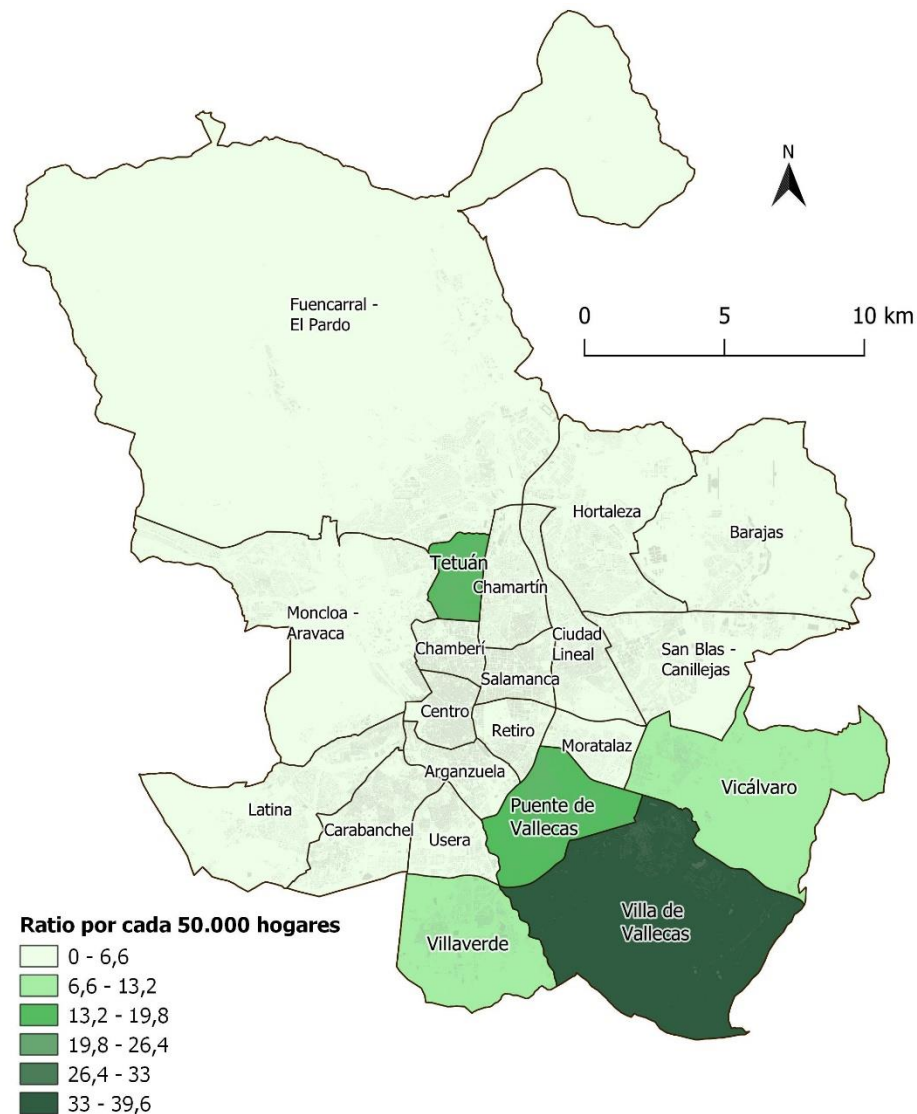 N
0 5 10 km
Fuencarral -
El Pardo
Hortaleza
Barajas
Tetuán
Chamartín
Moncloa -
Aravaca
Chamberí
Ciudad
Lineal
San Blas -
Canillejas
Salamanca
Centro
Retiro
Moratalaz
Arganzuela
Vicálvaro
Latina
Puente de
Vallecas
Carabanchel
Usera
Villa de
Vallecas
Villaverde
Ratio por cada 50.000 hogares
0 - 6,6
6,6 - 13,2
13,2 - 19,8
19,8 - 26,4
26,4 - 33
33 - 39,6